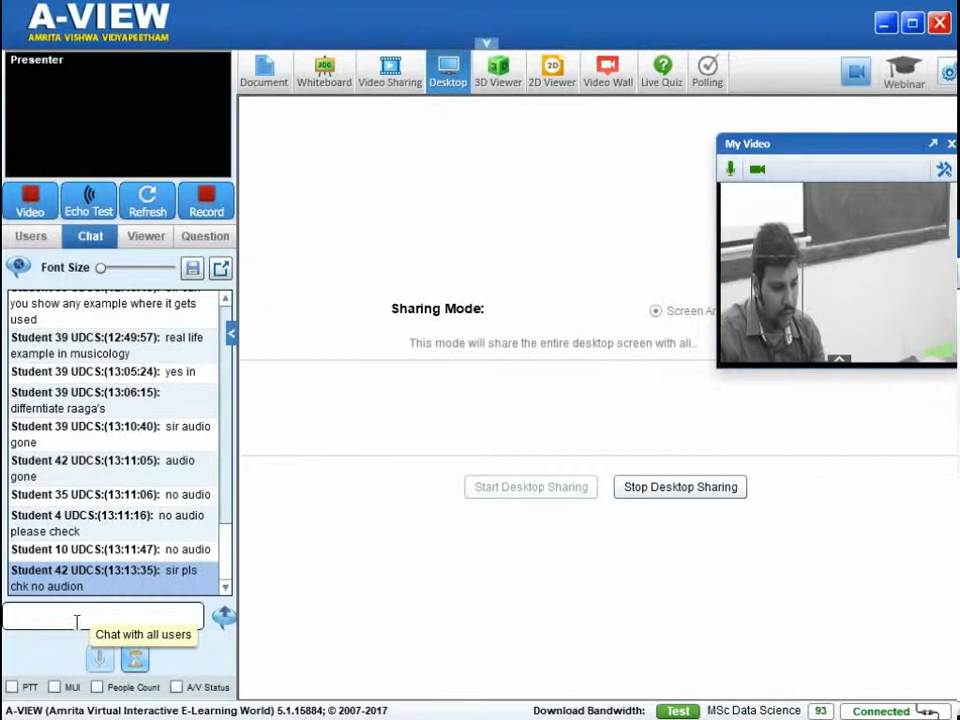 A-VIEW
AMRITA VISHWA VIDYAPEETHAM
Presenter
Document Whiteboard Video Sharing Desktop 3D Viewer 2D Viewer Video Wall Live Quiz Polling Webinar
2D
My Video
Video Echo Test Refresh Record
Users Chat Viewer Question
Font Size
you show any example where it gets
used
Student 39 UDCS:(12:49:57): real life
example in musicology
Student 39 UDCS:(13:05:24): yes in
Student 39 UDCS:(13:06:15):
differntiate raaga's
Student 39 UDCS:(13:10:40): sir audio
gone
Student 42 UDCS:(13:11:05): audio
gone
Student 35 UDCS:(13:11:06): no audio
Student 4 UDCS:(13:11:16): no audio
please check
Student 10 UDCS:(13:11:47): no audio
Student 42 UDCS:(13:13:35): sir pls
chk no audion
Chat with all users
PTT MUI People Count A/V Status
Sharing Mode:
Screen Ar
This mode will share the entire desktop screen with all..
Start Desktop Sharing Stop Desktop Sharing
A-VIEW (Amrita Virtual Interactive E-Learning World) 5.1.15884; © 2007-2017 Download Bandwidth: Test MSc Data Science 93 Connected